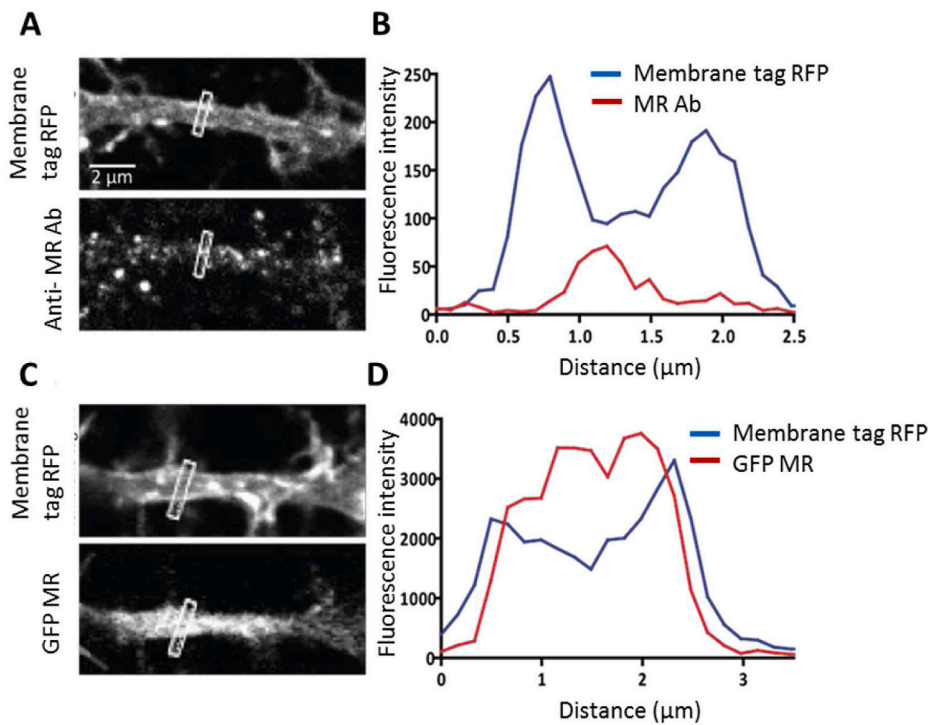 A
Membrane
tag RFP
2 μm
Anti- MR Ab
B
Fluorescence intensity
250
200
150
100
50
0
0.0 0.5 1.0 1.5 2.0 2.5
Distance (μm)
Membrane tag RFP
MR Ab
C
Membrane
tag RFP
GFP MR
D
Fluorescence intensity
4000
3000
2000
1000
0
0 1 2 3
Distance (μm)
Membrane tag RFP
GFP MR